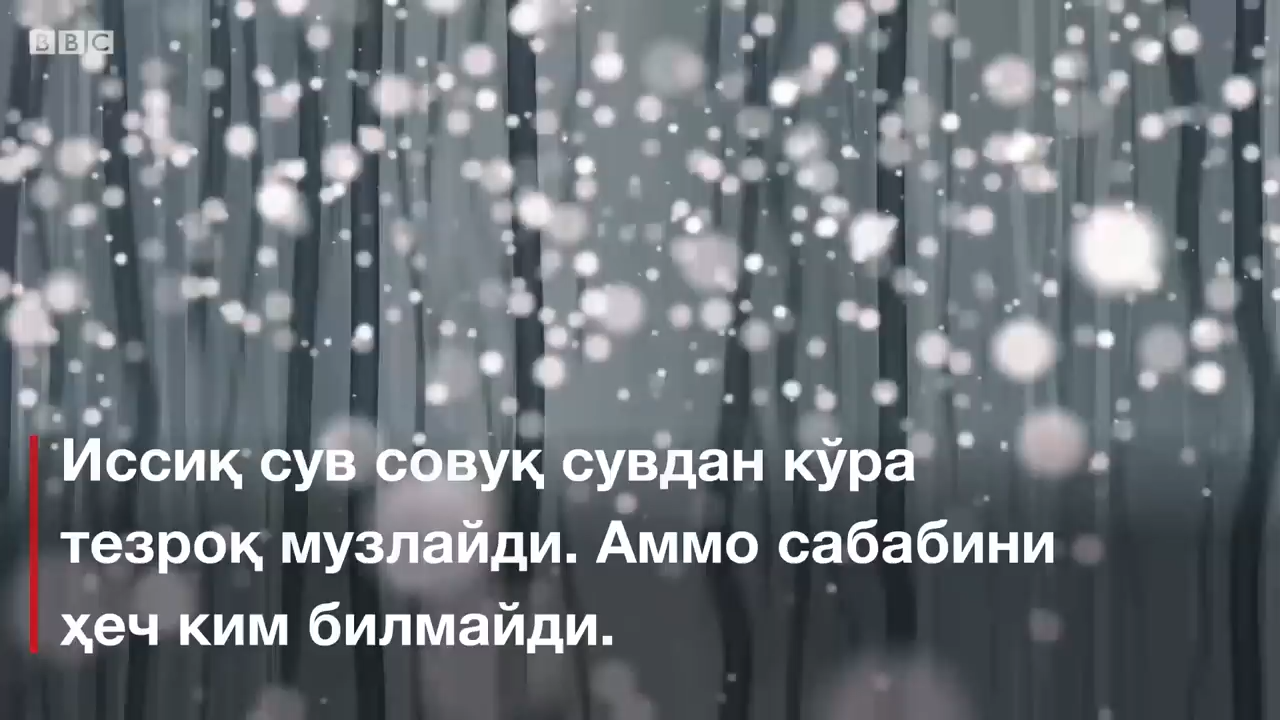 BBC
Иссиқ сув совуқ сувдан кўра
тезроқ музлайди. Аммо сабабини
ҳеч ким билмайди.